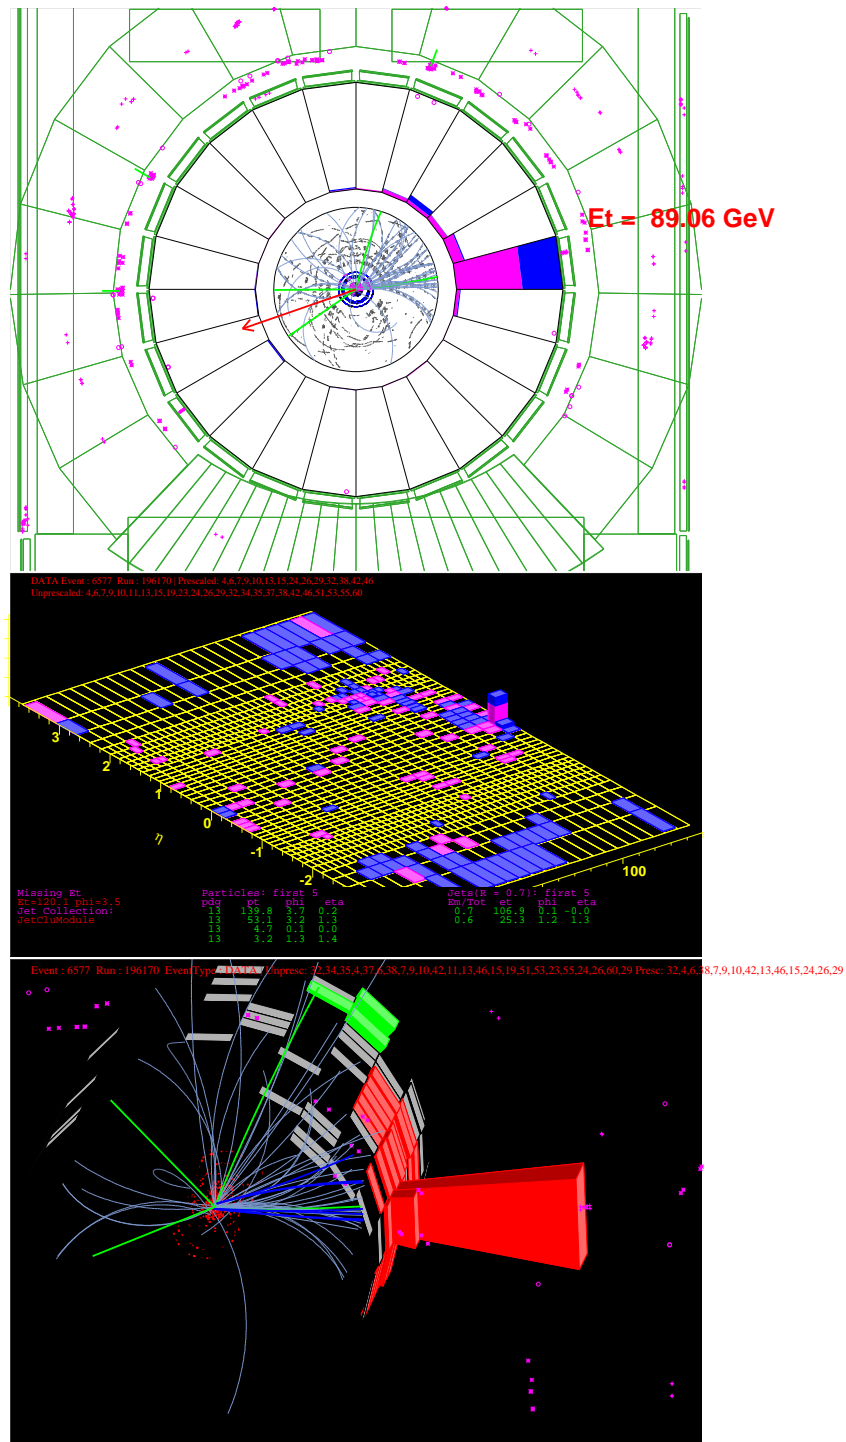 Et = 89.06 GeV
DATA Event : 6577 Run : 196170 | Prescaled: 4,6,7,9,10,13,15,24,26,29,32,38,42,46
Unprescaled: 4,6,7,9,10,11,13,15,19,23,24,26,29,32,34,35,37,38,42,46,51,53,55,60
3
2
1
0
-1
-2
η
100
Missing Et
Et=120.1 phi=3.5
Jet Collection:
JetCluModule
Particles: first 5
pdg pt phi eta
13 139.8 3.7 0.2
13 53.1 3.2 1.3
13 4.7 0.1 0.0
13 3.2 1.3 1.4
Jets(R = 0.7): first 5
Em/Tot et phi eta
0.7 106.9 0.1 -0.0
0.6 25.3 1.2 1.3
Event : 6577 Run : 196170 EventType : DATA | Unpresc: 32,34,35,4,37,6,38,7,9,10,42,11,13,46,15,19,51,53,23,55,24,26,60,29 Presc: 32,4,6,38,7,9,10,42,13,46,15,24,26,29